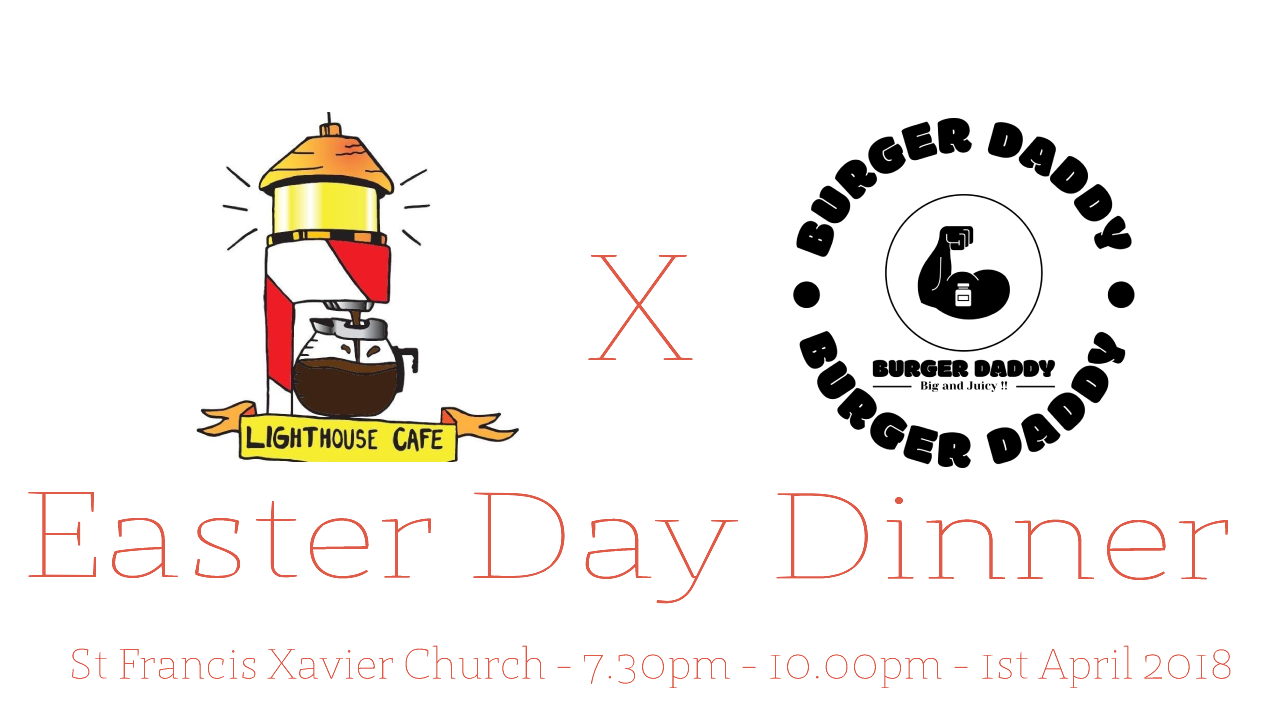 BURGER DADDY
X
BURGER DADDY
Big and Juicy !!
BURGER DADDY
LIGHTHOUSE CAFE
Easter Day Dinner
St Francis Xavier Church - 7.30pm - 10.00pm - 1st April 2018